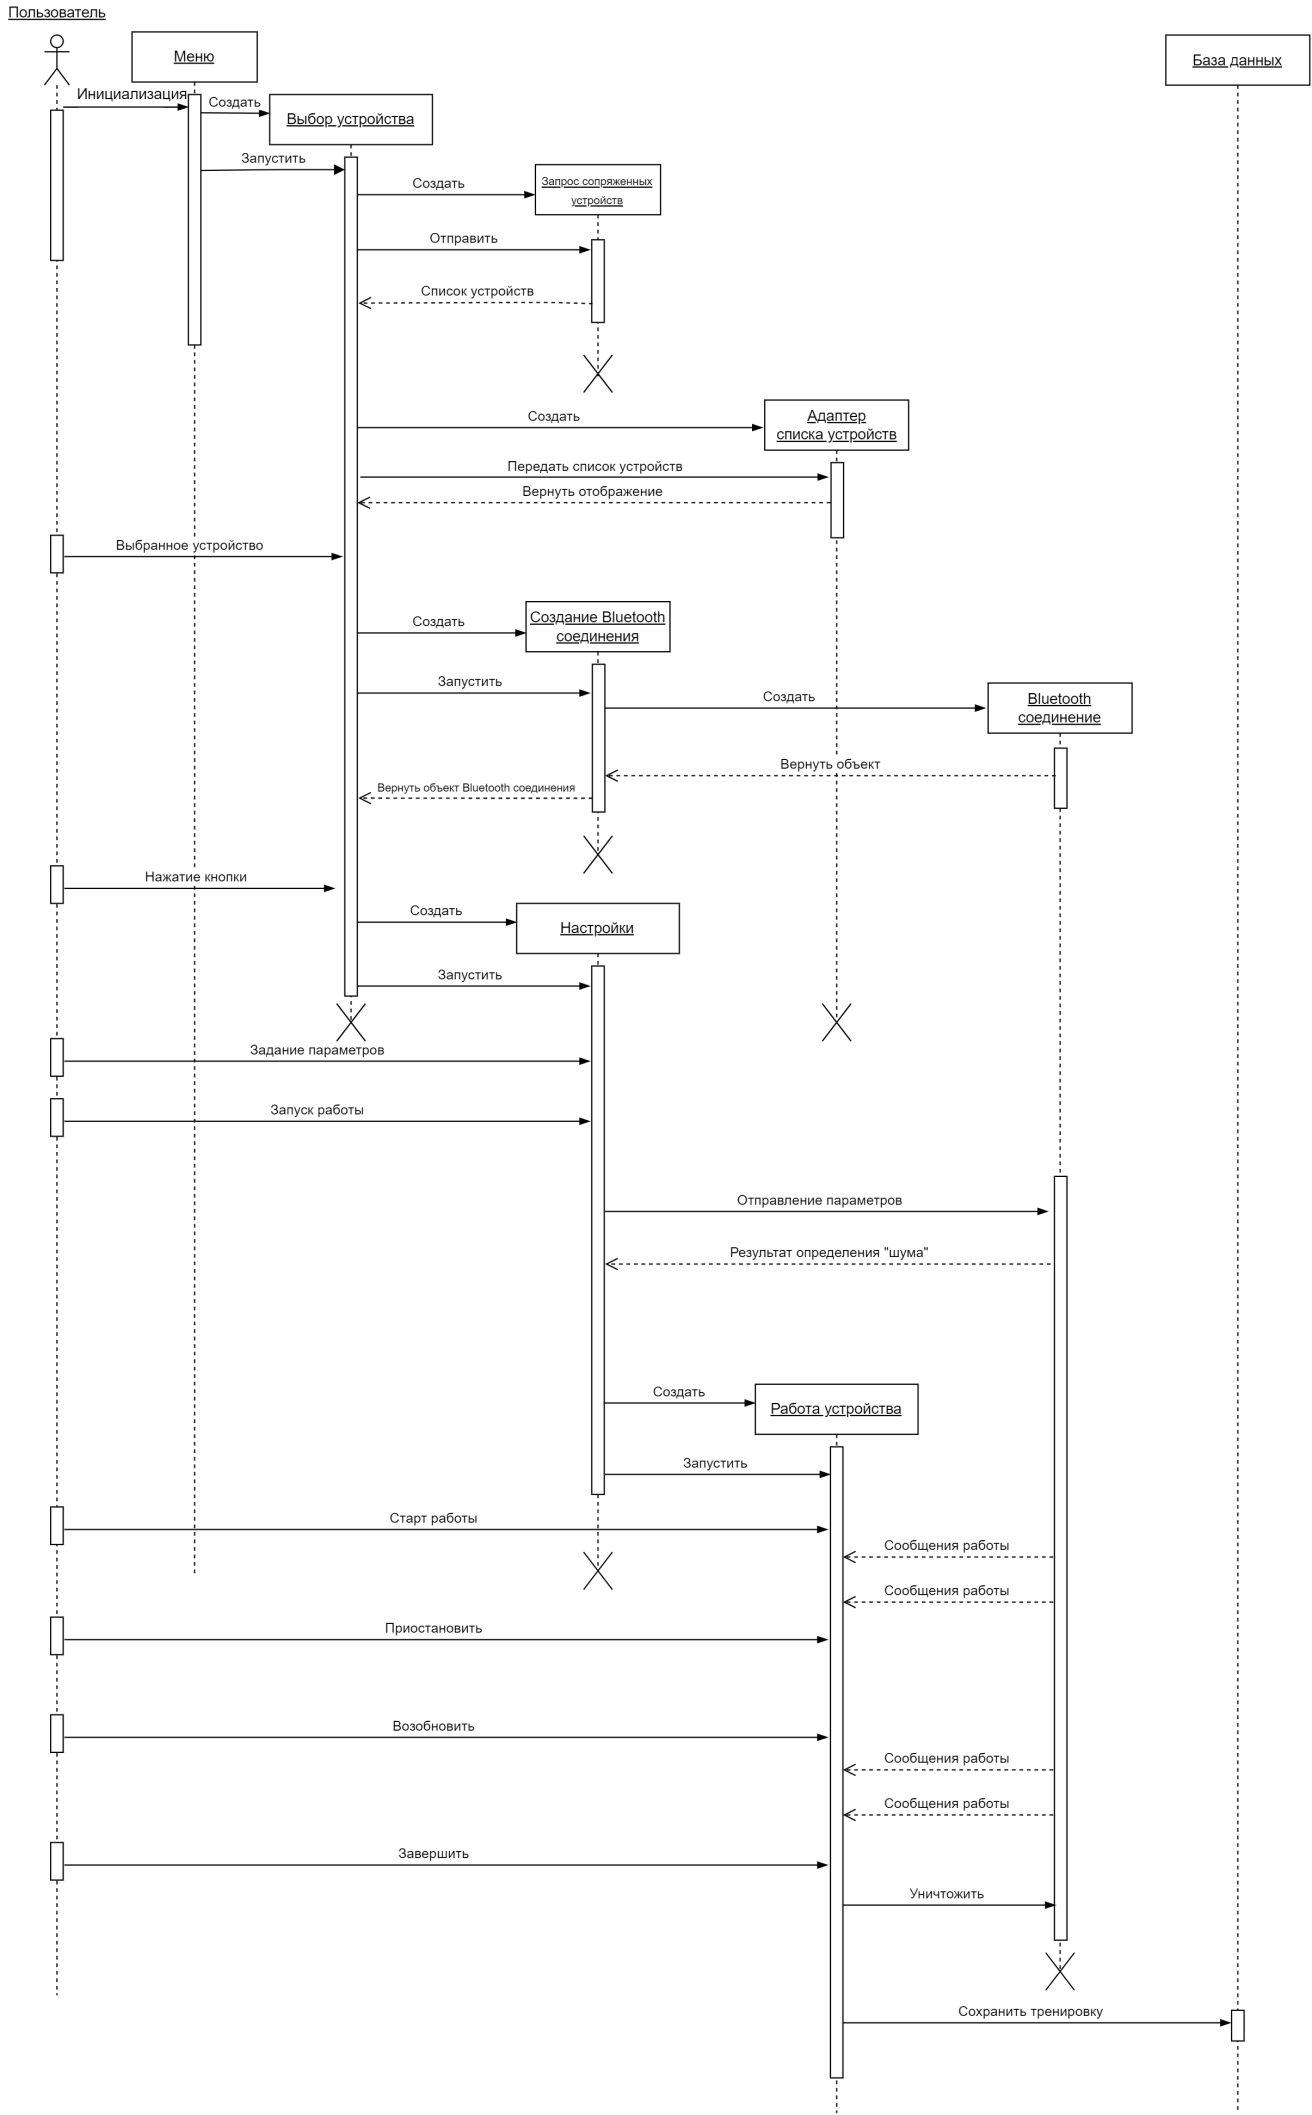 Пользователь
Меню
База данных
Инициализация
Создать
Выбор устройства
Запустить
Создать
Запрос сопряженных
устройств
Отправить
Список устройств
Создать
Адаптер
списка устройств
Передать список устройств
Вернуть отображение
Выбранное устройство
Создать
Создание Bluetooth
соединения
Запустить
Создать
Bluetooth
соединение
Вернуть объект
Вернуть объект Bluetooth соединения
Нажатие кнопки
Создать
Настройки
Запустить
Задание параметров
Запуск работы
Отправление параметров
Результат определения "шума"
Создать
Работа устройства
Запустить
Старт работы
Сообщения работы
Сообщения работы
Приостановить
Возобновить
Сообщения работы
Сообщения работы
Завершить
Уничтожить
Сохранить тренировку